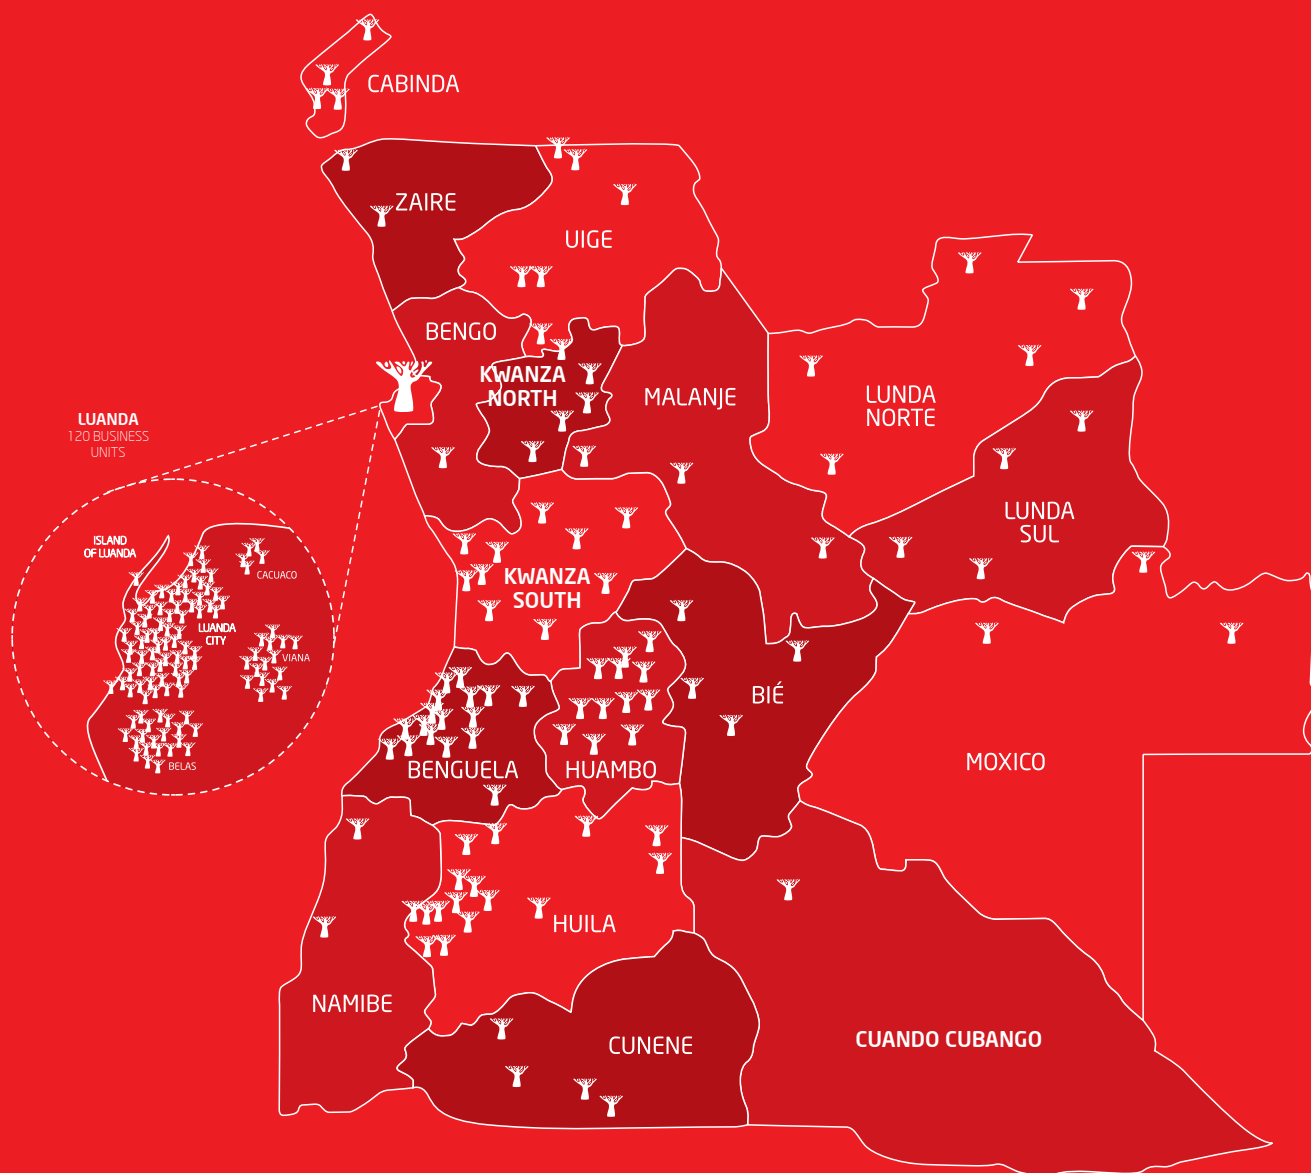 CABINDA
ZAIRE
UIGE
BENGO
KWANZA
NORTH
MALANJE
LUNDA
NORTE
LUANDA
120 BUSINESS
UNITS
LUNDA
SUL
ISLAND
OF LUANDA
CACUACO
KWANZA
SOUTH
LUANDA
CITY
VIANA
BIÉ
BELAS
BENGUELA
HUAMBO
MOXICO
HUILA
NAMIBE
CUNENE
CUANDO CUBANGO